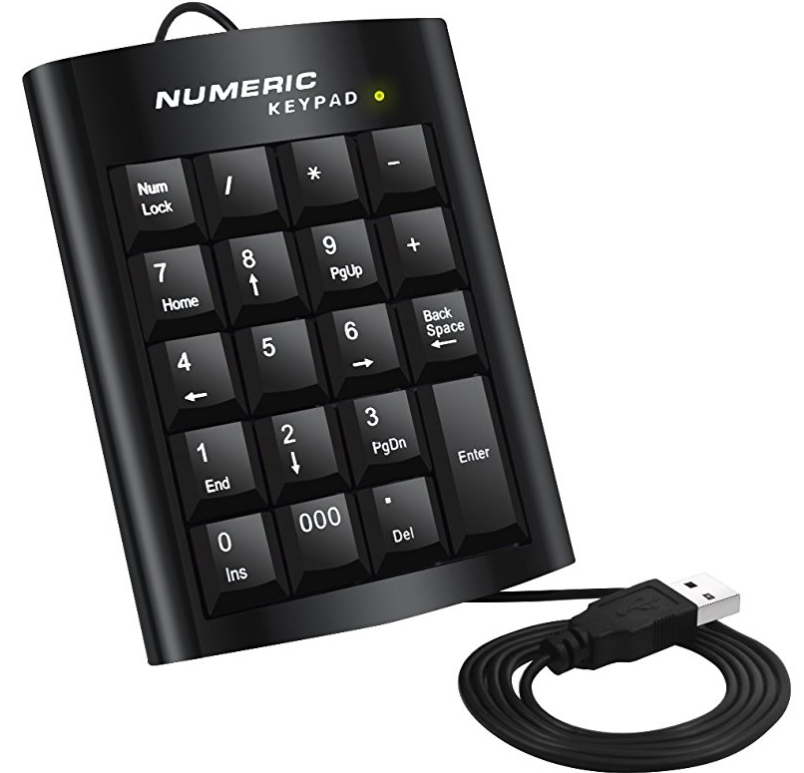 NUMERIC
KEYPAD
Num
Lock
/
*
-
7
Home
8
↑
9
PgUp
+
4
←
5
6
→
Back
Space
←
1
End
2
↓
3
PgDn
Enter
0
Ins
000
.
Del